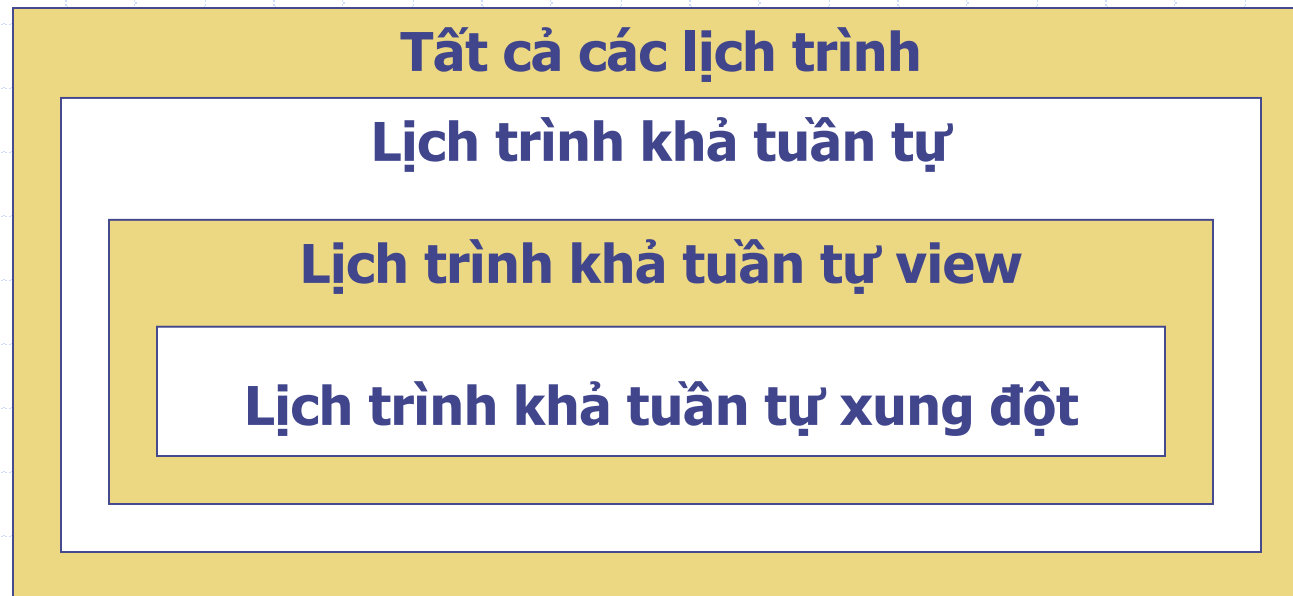 Tất cả các lịch trình
Lịch trình khả tuần tự
Lịch trình khả tuần tự view
Lịch trình khả tuần tự xung đột